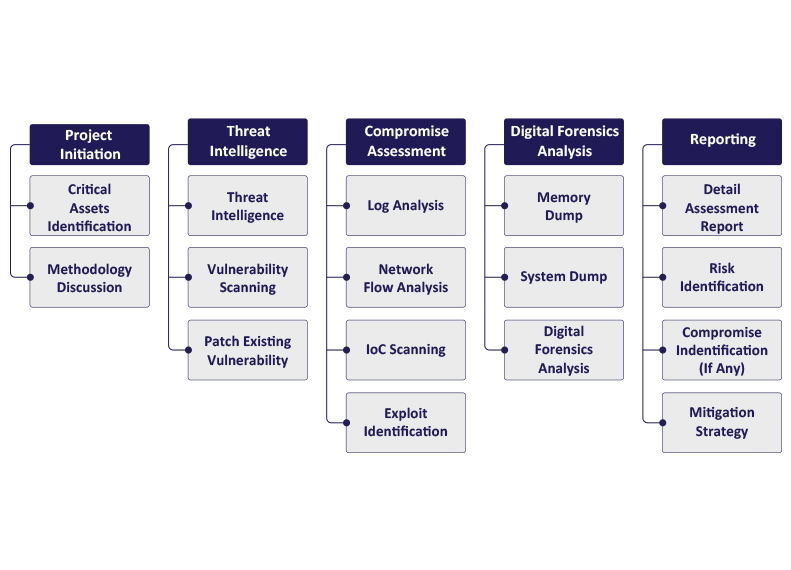 Project
Initiation
Critical
Assets
Identification
Methodology
Discussion
Threat
Intelligence
Threat
Intelligence
Vulnerability
Scanning
Patch Existing
Vulnerability
Compromise
Assessment
Log Analysis
Network
Flow Analysis
IoC Scanning
Exploit
Identification
Digital Forensics
Analysis
Memory
Dump
System Dump
Digital
Forensics
Analysis
Reporting
Detail
Assessment
Report
Risk
Identification
Compromise
Indentification
(If Any)
Mitigation
Strategy